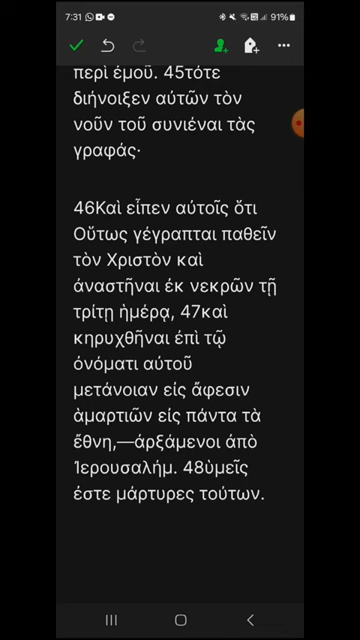 7:31
91%
περὶ ἐμοῦ. 45τότε
διήνοιξεν αὐτῶν τὸν
νοῦν τοῦ συνιέναι τὰς
γραφάς·
46Καὶ εἶπεν αὐτοῖς ὅτι
Οὕτως γέγραπται παθεῖν
τὸν Χριστὸν καὶ
ἀναστῆναι ἐκ νεκρῶν τῇ
τρίτῃ ἡμέρᾳ, 47καὶ
κηρυχθῆναι ἐπὶ τῷ
ὀνόματι αὐτοῦ
μετάνοιαν εἰς ἄφεσιν
ἁμαρτιῶν εἰς πάντα τὰ
ἔθνη,—ἀρξάμενοι ἀπὸ
Ἰερουσαλήμ. 48ὑμεῖς
ἐστε μάρτυρες τούτων.